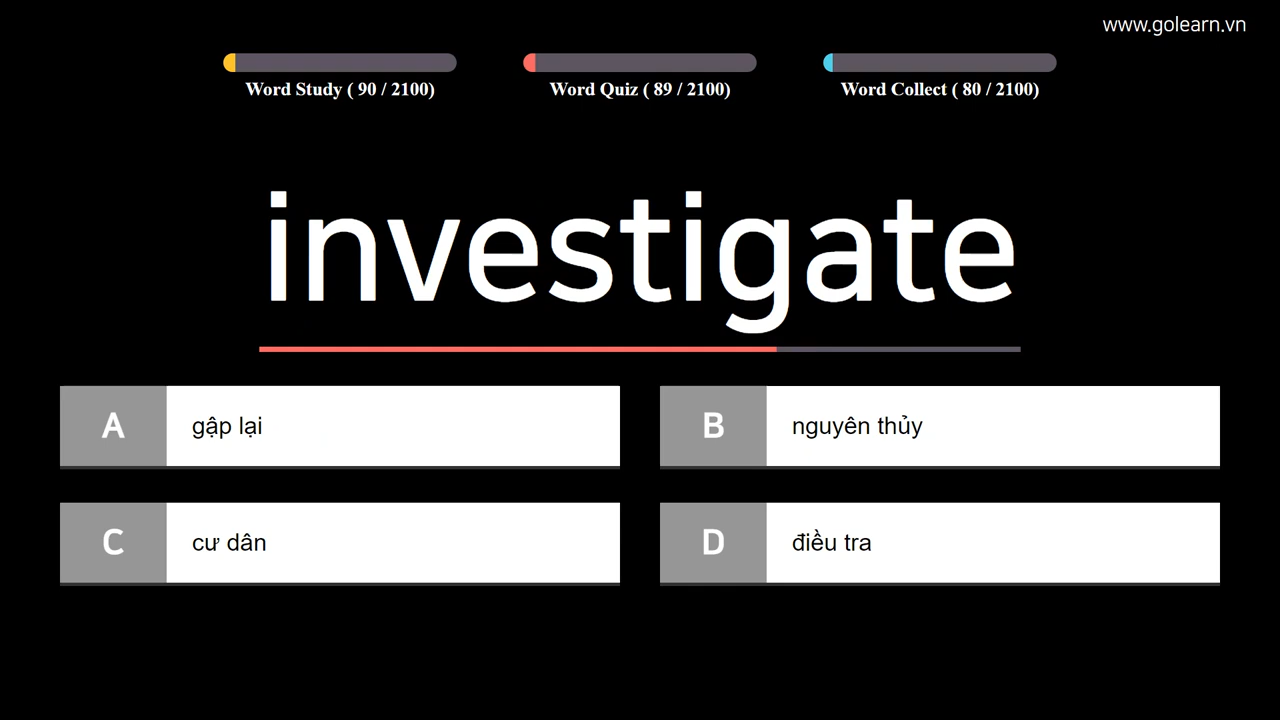 www.golearn.vn
Word Study ( 90 / 2100)
Word Quiz ( 89 / 2100)
Word Collect ( 80 / 2100)
investigate
A gập lại
B nguyên thủy
C cư dân
D điều tra